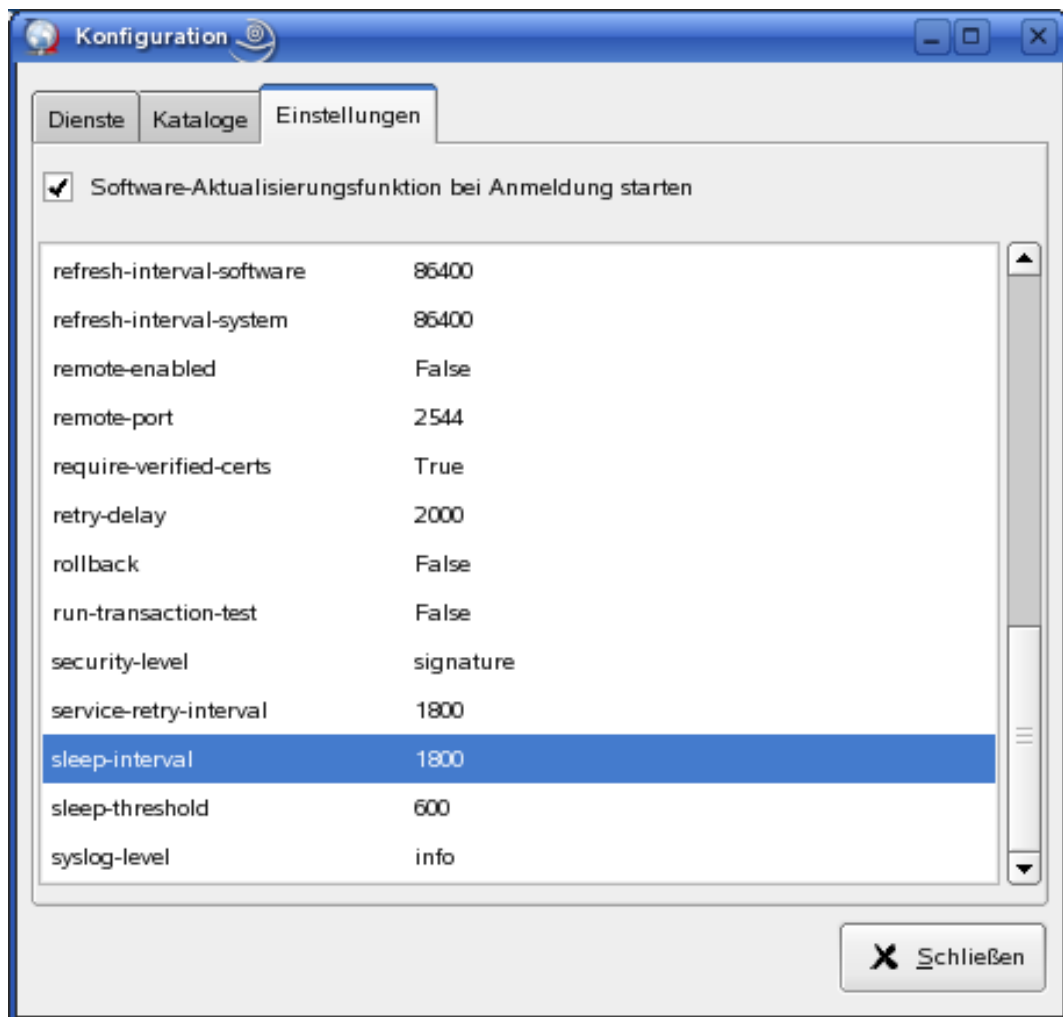 Konfiguration
Dienste Kataloge Einstellungen
Software-Aktualisierungsfunktion bei Anmeldung starten
refresh-interval-software 86400
refresh-interval-system 86400
remote-enabled False
remote-port 2544
require-verified-certs True
retry-delay 2000
rollback False
run-transaction-test False
security-level signature
service-retry-interval 1800
sleep-interval 1800
sleep-threshold 600
syslog-level info
Schließen